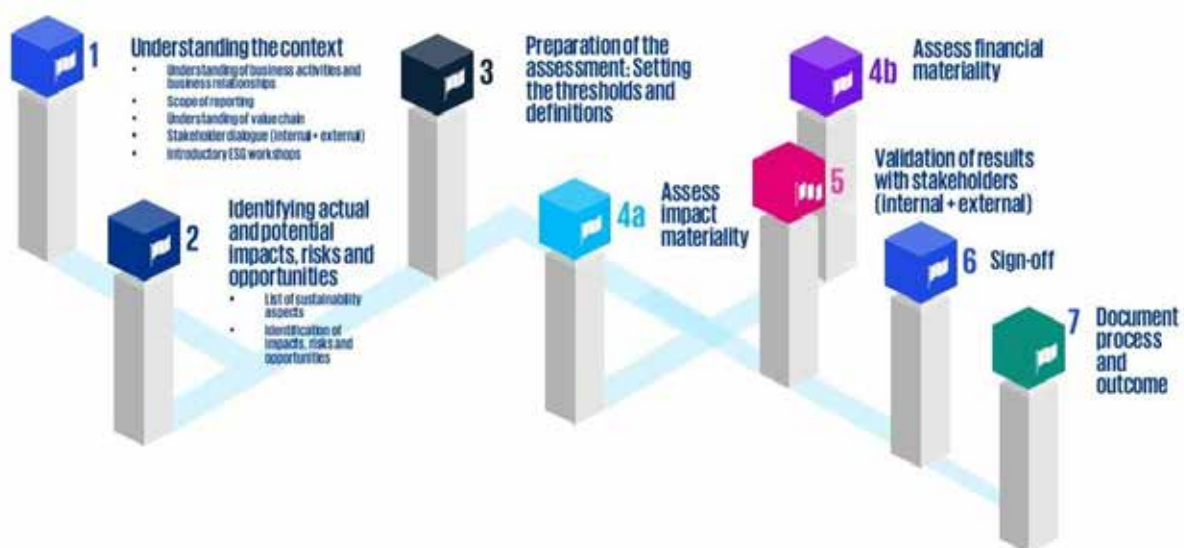 1
Understanding the context
• Understanding of business activities and
business relationships
• Scope of reporting
• Understanding of value chain
• Stakeholder dialogue (internal + external)
• Introductory ESG workshops
2
Identifying actual
and potential
impacts, risks and
opportunities
• List of sustainability
aspects
• Identification of
impacts, risks and
opportunities
3
Preparation of the
assessment: Setting
the thresholds and
definitions
4a
Assess
impact
materiality
4b
Assess financial
materiality
5
Validation of results
with stakeholders
(internal + external)
6
Sign-off
7
Document
process
and
outcome